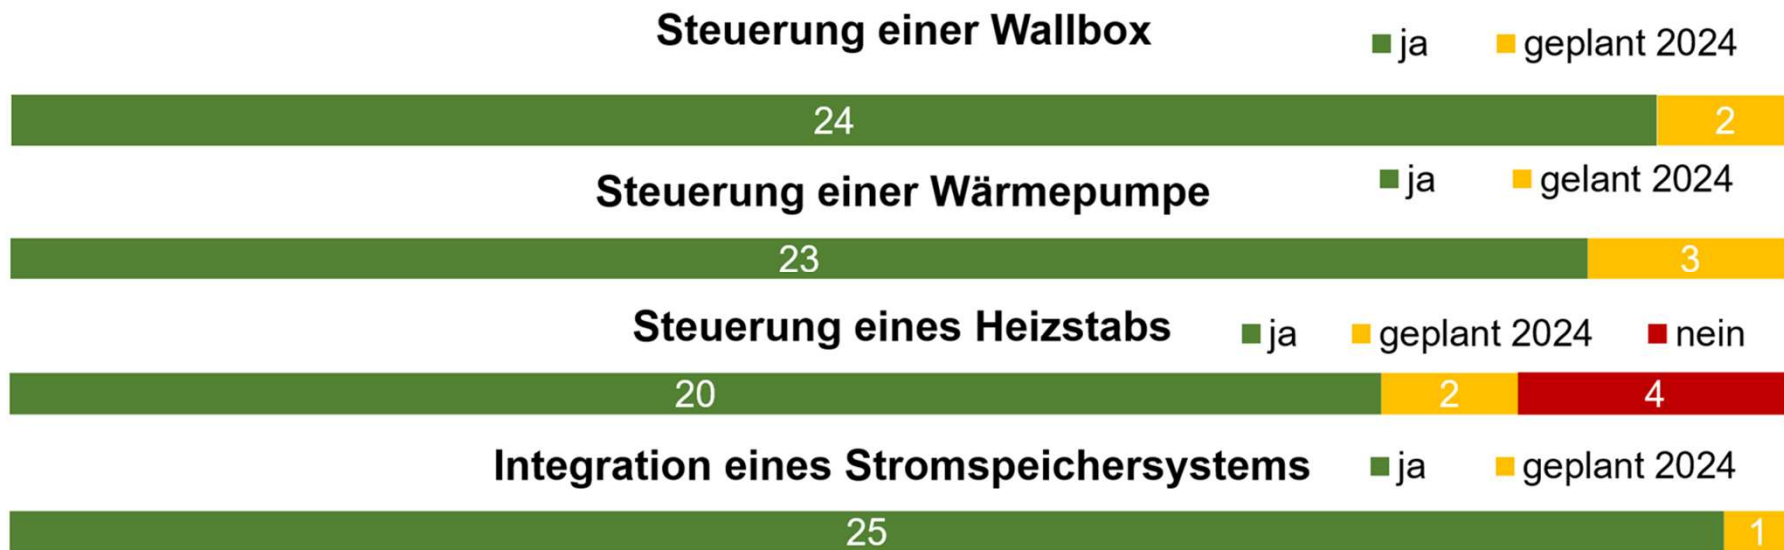 Steuerung einer Wallbox ja geplant 2024
24 2
Steuerung einer Wärmepumpe ja gelant 2024
23 3
Steuerung eines Heizstabs ja geplant 2024 nein
20 2 4
Integration eines Stromspeichersystems ja geplant 2024
25 1